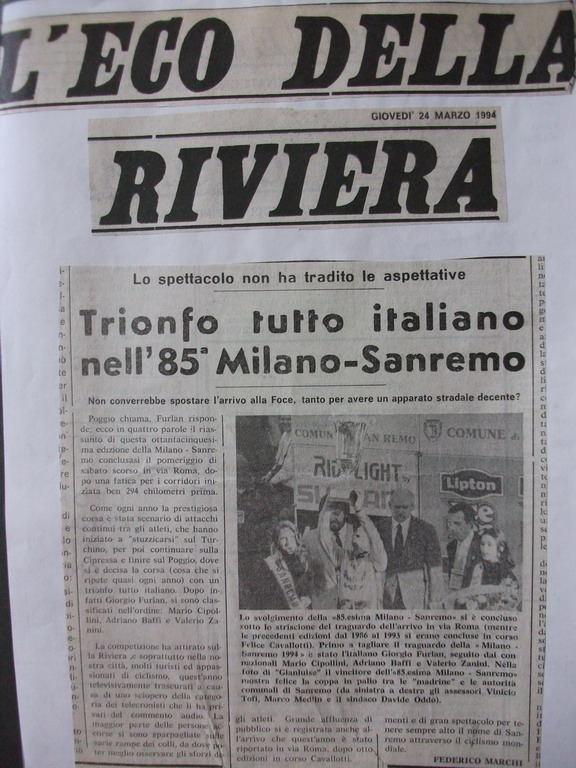 L'ECO DELLA
GIOVEDI' 24 MARZO 1994
RIVIERA
Lo spettacolo non ha tradito le aspettative
Trionfo tutto italiano
nell'85ª Milano-Sanremo
Non converrebbe spostare l'arrivo alla Foce, tanto per avere un apparato stradale decente?
Poggio chiama, Furlan rispon-
de; ecco in quattro parole il rias-
sunto di questa ottantacinquesi-
ma edizione della Milano - Sanre-
mo conclusasi il pomeriggio di
sabato scorso in via Roma, do-
po una fatica per i corridori ini-
ziata ben 294 chilometri prima.
Come ogni anno la prestigiosa
corsa è stata scenario di attacchi
continui tra gli atleti, che hanno
iniziato a "stuzzicarsi" sul Tur-
chino, per poi continuare sulla
Cipressa e finire sul Poggio, dove
si è decisa la corsa (cosa che si
ripete quasi ogni anno) con un
trionfo tutto italiano. Dopo in-
fatti Giorgio Furlan, si sono clas-
sificati nell'ordine: Mario Cipol-
lini, Adriano Baffi e Valerio Za-
nini.
La competizione ha attirato sul-
la Riviera e soprattutto nella no-
stra città, molti turisti ed appas-
sionati di ciclismo, quest'anno
televisivamente trascurati a cau-
sa di uno sciopero della catego-
ria dei telecronisti che li ha pri-
vati del commento audio. La
maggior parte delle persone ac-
corse si sono sparpagliate sulle
varie rampe dei colli, da dove po-
ter meglio osservare gli sforzi de-
COMUNE SAN REMO
COMUNE di
RIO LIGHT by
Lipton
SANREMO
Lo svolgimento della «85.esima Milano - Sanremo» si è concluso
sotto lo striscione del traguardo dell'arrivo in via Roma (mentre
le precedenti edizioni dal 1986 al 1993 si erano concluse in corso
Felice Cavallotti). Primo a tagliare il traguardo della «Milano -
Sanremo 1994» è stato l'italiano Giorgio Furlan, seguito dai con-
nazionali Mario Cipollini, Adriano Baffi e Valerio Zanini. Nella
foto di "Gianluise" il vincitore dell'«85.esima Milano - Sanremo»
mostra felice la coppa in palio tra le "madrine" e le autorità
comunali di Sanremo (da sinistra a destra gli assessori Vinicio
Tofi, Marco Medlin e il sindaco Davide Oddo).
gli atleti. Grande affluenza di
pubblico si è registrata anche al-
l'arrivo che quest'anno è stato
riportato in via Roma, dopo otto
edizioni in corso Cavallotti.
menti e di gran spettacolo per te-
nere sempre alto il nome di San-
remo attraverso il ciclismo mon-
diale.
FEDERICO MARCHI